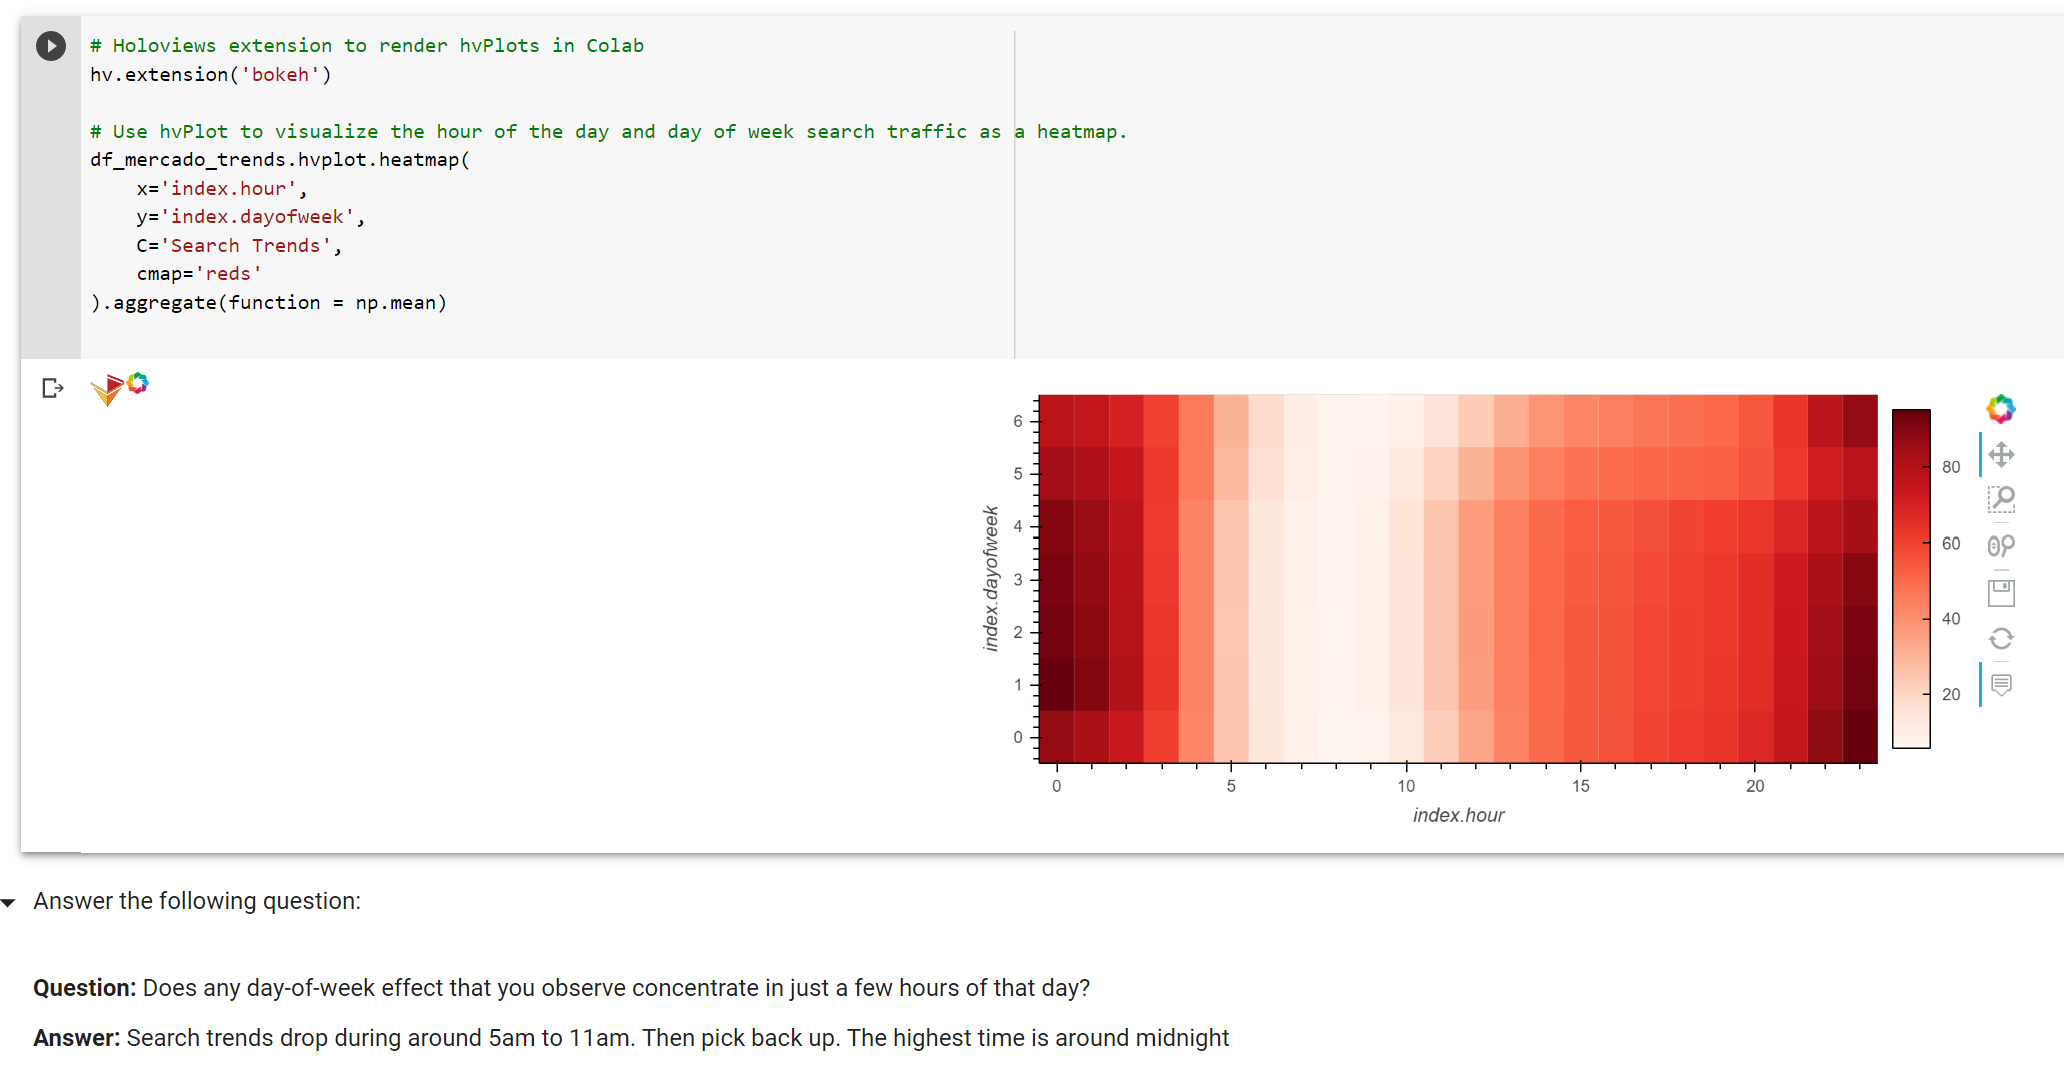 # Holoviews extension to render hvPlots in Colab
hv.extension('bokeh')
# Use hvPlot to visualize the hour of the day and day of week search traffic as a heatmap.
df_mercado_trends.hvplot.heatmap(
    x='index.hour',
    y='index.dayofweek',
    C='Search Trends',
    cmap='reds'
).aggregate(function = np.mean)
6
5
4
3
2
1
0
index.dayofweek
0 5 10 15 20
index.hour
80
60
40
20
Answer the following question:
Question: Does any day-of-week effect that you observe concentrate in just a few hours of that day?
Answer: Search trends drop during around 5am to 11am. Then pick back up. The highest time is around midnight